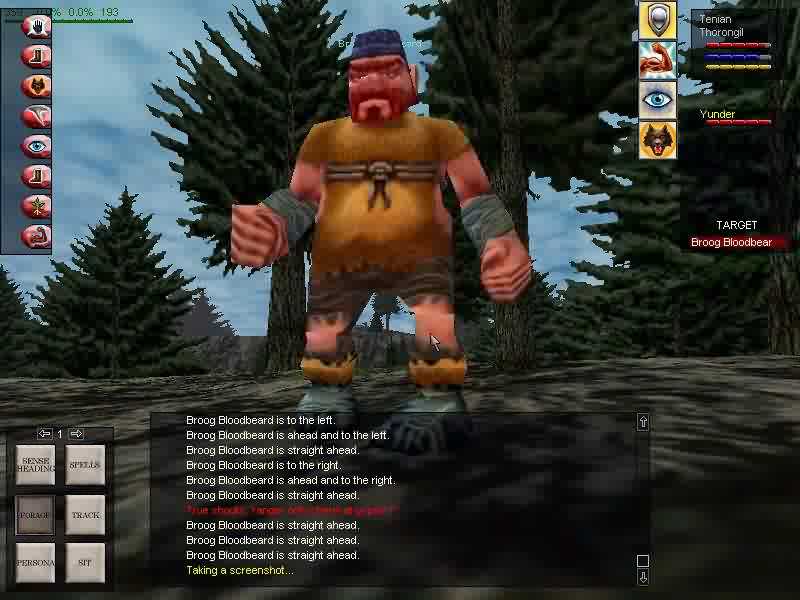 0.0% 193
Tenian
Thorongil
Yunder
TARGET
Broog Bloodbear
Broog Bloodbeard is to the left.
Broog Bloodbeard is ahead and to the left.
Broog Bloodbeard is straight ahead.
Broog Bloodbeard is to the right.
Broog Bloodbeard is ahead and to the right.
Broog Bloodbeard is straight ahead.
Broog Bloodbeard is straight ahead.
Broog Bloodbeard is straight ahead.
Broog Bloodbeard is straight ahead.
Taking a screenshot...
1
SENSE HEADING
SPELLS
FORAGE
TRACK
PERSONA
SIT